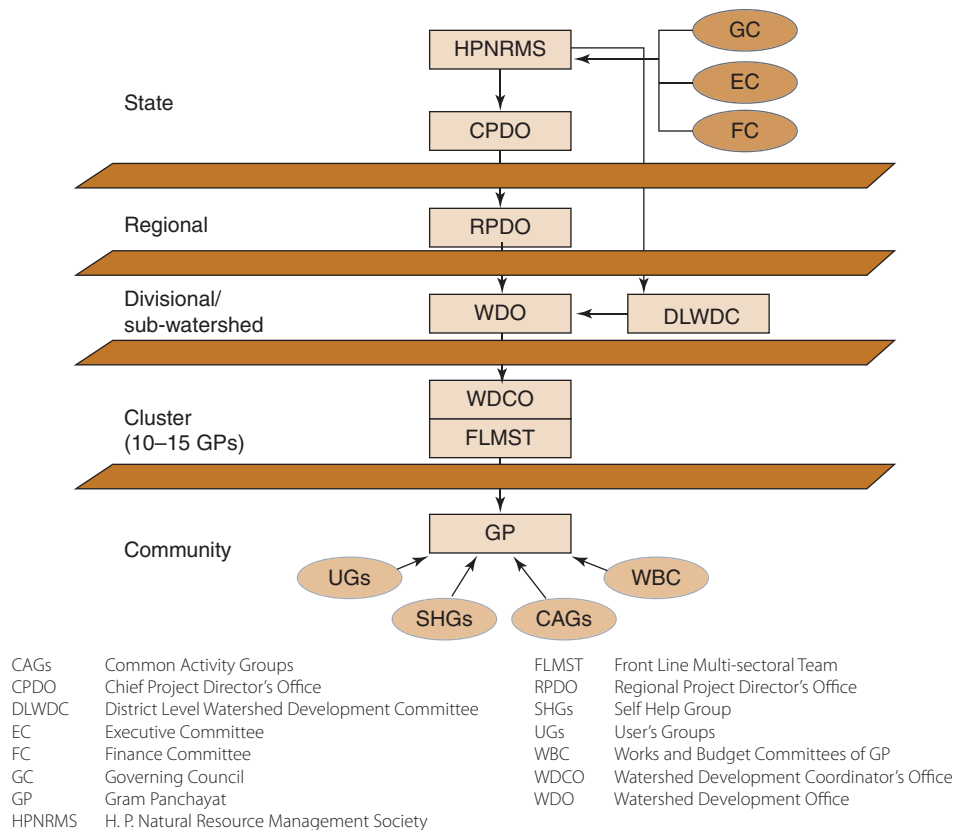 HPNRMS
GC
EC
FC
State
CPDO
Regional
RPDO
Divisional/
sub-watershed
WDO
DLWDC
Cluster
(10–15 GPs)
WDCO
FLMST
Community
GP
UGs
WBC
SHGs
CAGs
CAGs Common Activity Groups
CPDO Chief Project Director's Office
DLWDC District Level Watershed Development Committee
EC Executive Committee
FC Finance Committee
GC Governing Council
GP Gram Panchayat
HPNRMS H. P. Natural Resource Management Society
FLMST Front Line Multi-sectoral Team
RPDO Regional Project Director's Office
SHGs Self Help Group
UGs User's Groups
WBC Works and Budget Committees of GP
WDCO Watershed Development Coordinator's Office
WDO Watershed Development Office